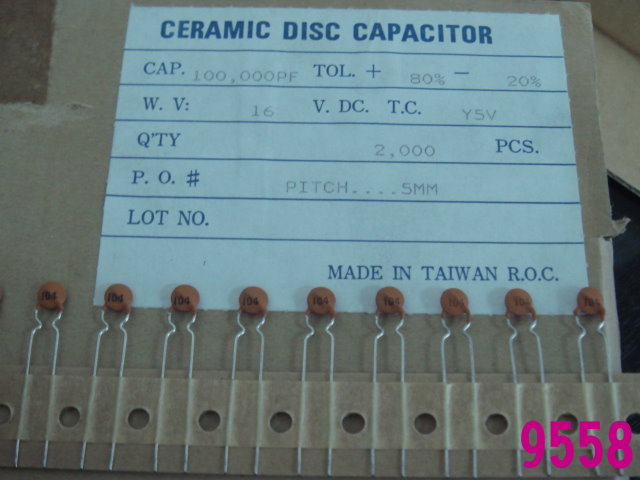 CERAMIC DISC CAPACITOR
CAP. 100,000PF TOL. + 80% - 20%
W. V: 16 V. DC. T.C. Y5V
Q'TY 2,000 PCS.
P. O. # PITCH....5MM
LOT NO.
MADE IN TAIWAN R.O.C.
104 104 104 104 104 104 104 104 104
9558